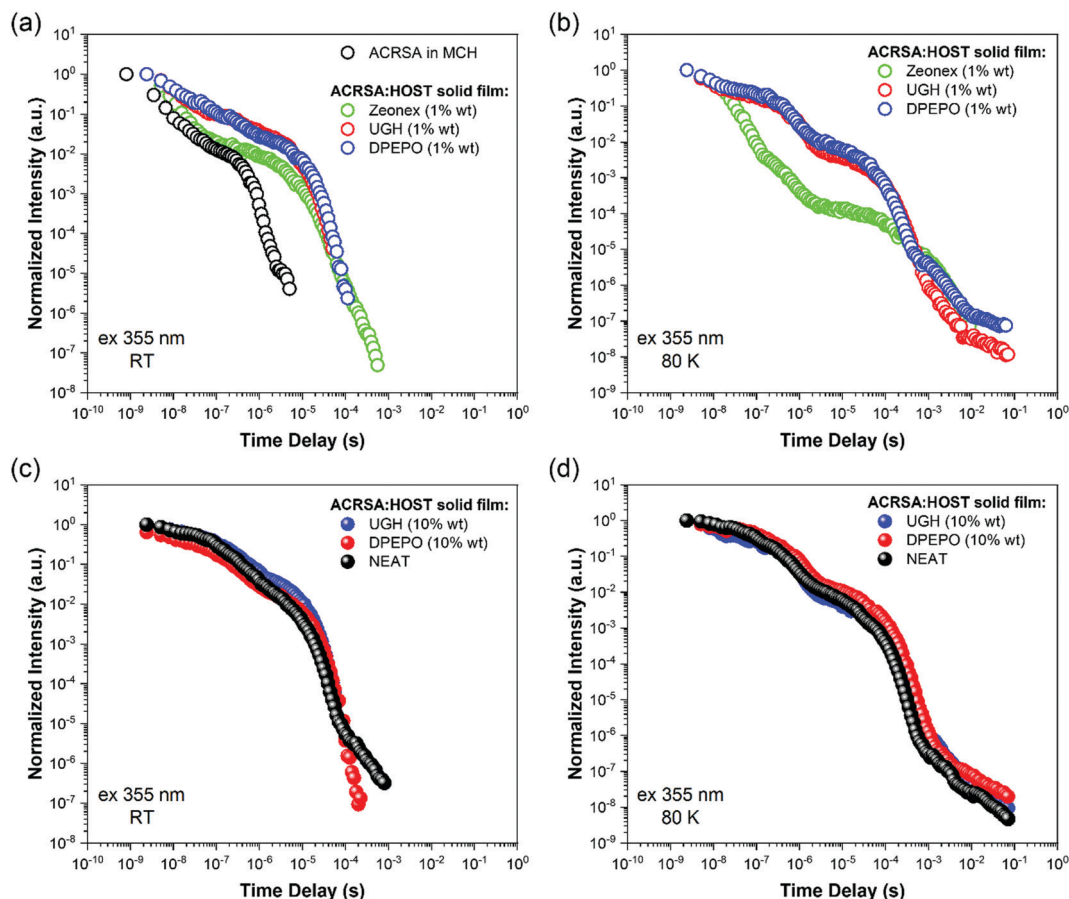 (a)
Normalized Intensity (a.u.)
10¹
10⁰
10⁻¹
10⁻²
10⁻³
10⁻⁴
10⁻⁵
10⁻⁶
10⁻⁷
10⁻⁸
ACRSA in MCH
ACRSA:HOST solid film:
Zeonex (1% wt)
UGH (1% wt)
DPEPO (1% wt)
ex 355 nm
RT
10⁻¹⁰ 10⁻⁹ 10⁻⁸ 10⁻⁷ 10⁻⁶ 10⁻⁵ 10⁻⁴ 10⁻³ 10⁻² 10⁻¹ 10⁰
Time Delay (s)
(b)
Normalized Intensity (a.u.)
10¹
10⁰
10⁻¹
10⁻²
10⁻³
10⁻⁴
10⁻⁵
10⁻⁶
10⁻⁷
10⁻⁸
10⁻⁹
ACRSA:HOST solid film:
Zeonex (1% wt)
UGH (1% wt)
DPEPO (1% wt)
ex 355 nm
80 K
10⁻¹⁰ 10⁻⁹ 10⁻⁸ 10⁻⁷ 10⁻⁶ 10⁻⁵ 10⁻⁴ 10⁻³ 10⁻² 10⁻¹ 10⁰
Time Delay (s)
(c)
Normalized Intensity (a.u.)
10¹
10⁰
10⁻¹
10⁻²
10⁻³
10⁻⁴
10⁻⁵
10⁻⁶
10⁻⁷
10⁻⁸
ACRSA:HOST solid film:
UGH (10% wt)
DPEPO (10% wt)
NEAT
ex 355 nm
RT
10⁻¹⁰ 10⁻⁹ 10⁻⁸ 10⁻⁷ 10⁻⁶ 10⁻⁵ 10⁻⁴ 10⁻³ 10⁻² 10⁻¹ 10⁰
Time Delay (s)
(d)
Normalized Intensity (a.u.)
10¹
10⁰
10⁻¹
10⁻²
10⁻³
10⁻⁴
10⁻⁵
10⁻⁶
10⁻⁷
10⁻⁸
10⁻⁹
ACRSA:HOST solid film:
UGH (10% wt)
DPEPO (10% wt)
NEAT
ex 355 nm
80 K
10⁻¹⁰ 10⁻⁹ 10⁻⁸ 10⁻⁷ 10⁻⁶ 10⁻⁵ 10⁻⁴ 10⁻³ 10⁻² 10⁻¹ 10⁰
Time Delay (s)